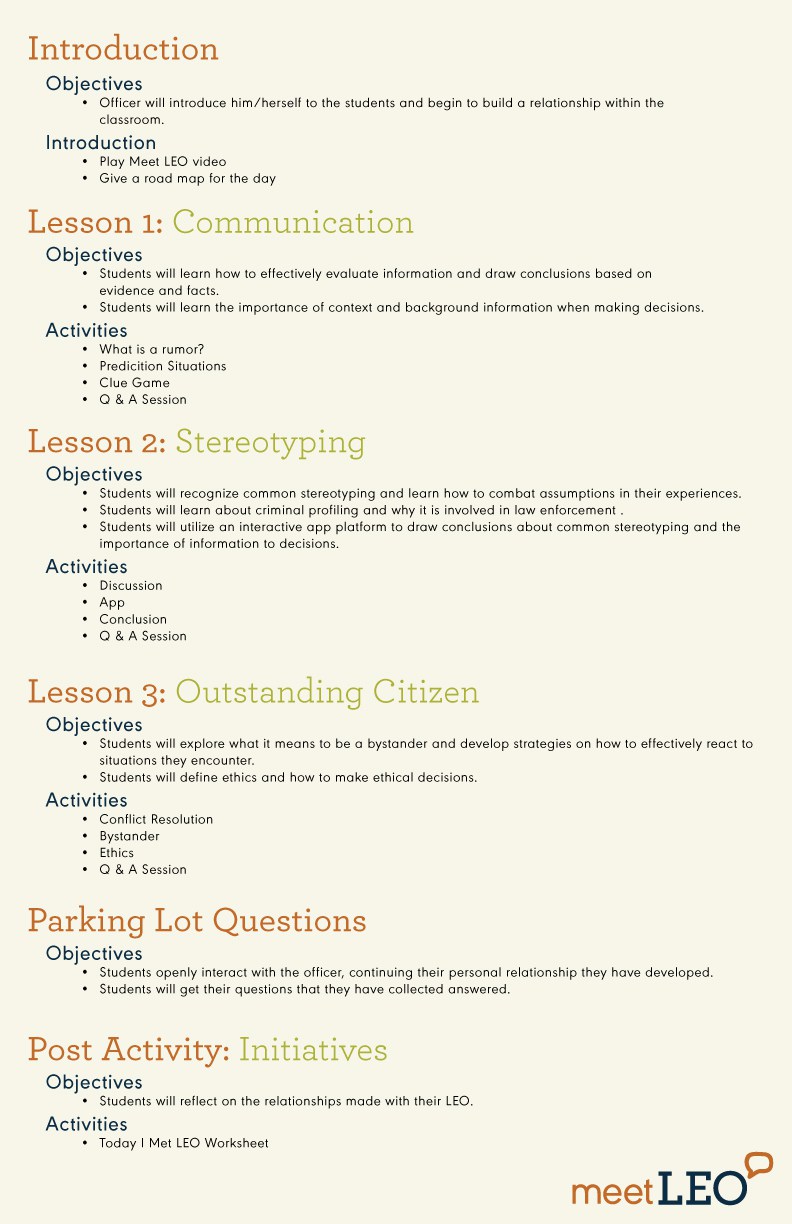 Introduction
Objectives
• Officer will introduce him/herself to the students and begin to build a relationship within the
classroom.
Introduction
• Play Meet LEO video
• Give a road map for the day
Lesson 1: Communication
Objectives
• Students will learn how to effectively evaluate information and draw conclusions based on
evidence and facts.
• Students will learn the importance of context and background information when making decisions.
Activities
• What is a rumor?
• Predicition Situations
• Clue Game
• Q & A Session
Lesson 2: Stereotyping
Objectives
• Students will recognize common stereotyping and learn how to combat assumptions in their experiences.
• Students will learn about criminal profiling and why it is involved in law enforcement .
• Students will utilize an interactive app platform to draw conclusions about common stereotyping and the
importance of information to decisions.
Activities
• Discussion
• App
• Conclusion
• Q & A Session
Lesson 3: Outstanding Citizen
Objectives
• Students will explore what it means to be a bystander and develop strategies on how to effectively react to
situations they encounter.
• Students will define ethics and how to make ethical decisions.
Activities
• Conflict Resolution
• Bystander
• Ethics
• Q & A Session
Parking Lot Questions
Objectives
• Students openly interact with the officer, continuing their personal relationship they have developed.
• Students will get their questions that they have collected answered.
Post Activity: Initiatives
Objectives
• Students will reflect on the relationships made with their LEO.
Activities
• Today I Met LEO Worksheet
meetLEO